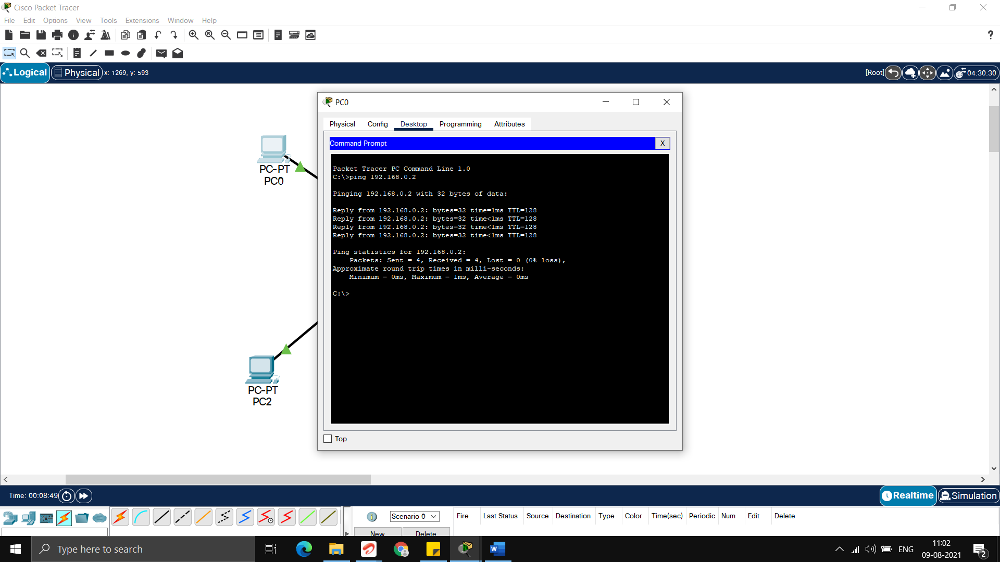 Cisco Packet Tracer
File Edit Options View Tools Extensions Window Help
?
Logical Physical x: 1269, y: 593 [Root] 04:30:30
PC0
Physical Config Desktop Programming Attributes
Command Prompt X
Packet Tracer PC Command Line 1.0
C:\>ping 192.168.0.2
Pinging 192.168.0.2 with 32 bytes of data:
Reply from 192.168.0.2: bytes=32 time=1ms TTL=128
Reply from 192.168.0.2: bytes=32 time<1ms TTL=128
Reply from 192.168.0.2: bytes=32 time<1ms TTL=128
Reply from 192.168.0.2: bytes=32 time<1ms TTL=128
Ping statistics for 192.168.0.2:
Packets: Sent = 4, Received = 4, Lost = 0 (0% loss),
Approximate round trip times in milli-seconds:
Minimum = 0ms, Maximum = 1ms, Average = 0ms
C:\>
Top
PC-PT
PC0
PC-PT
PC2
Time: 00:08:49 Realtime Simulation
Scenario 0 Fire Last Status Source Destination Type Color Time(sec) Periodic Num Edit Delete
New Delete
Type here to search
ENG
11:02
09-08-2021
2